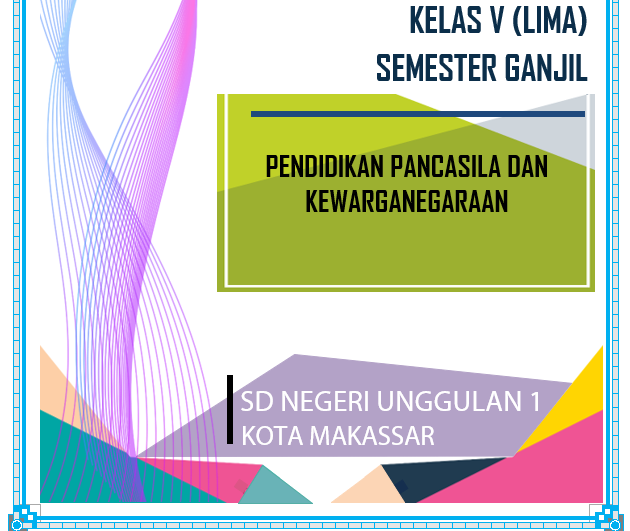 KELAS V (LIMA)
SEMESTER GANJIL
PENDIDIKAN PANCASILA DAN
KEWARGANEGARAAN
SD NEGERI UNGGULAN 1
KOTA MAKASSAR